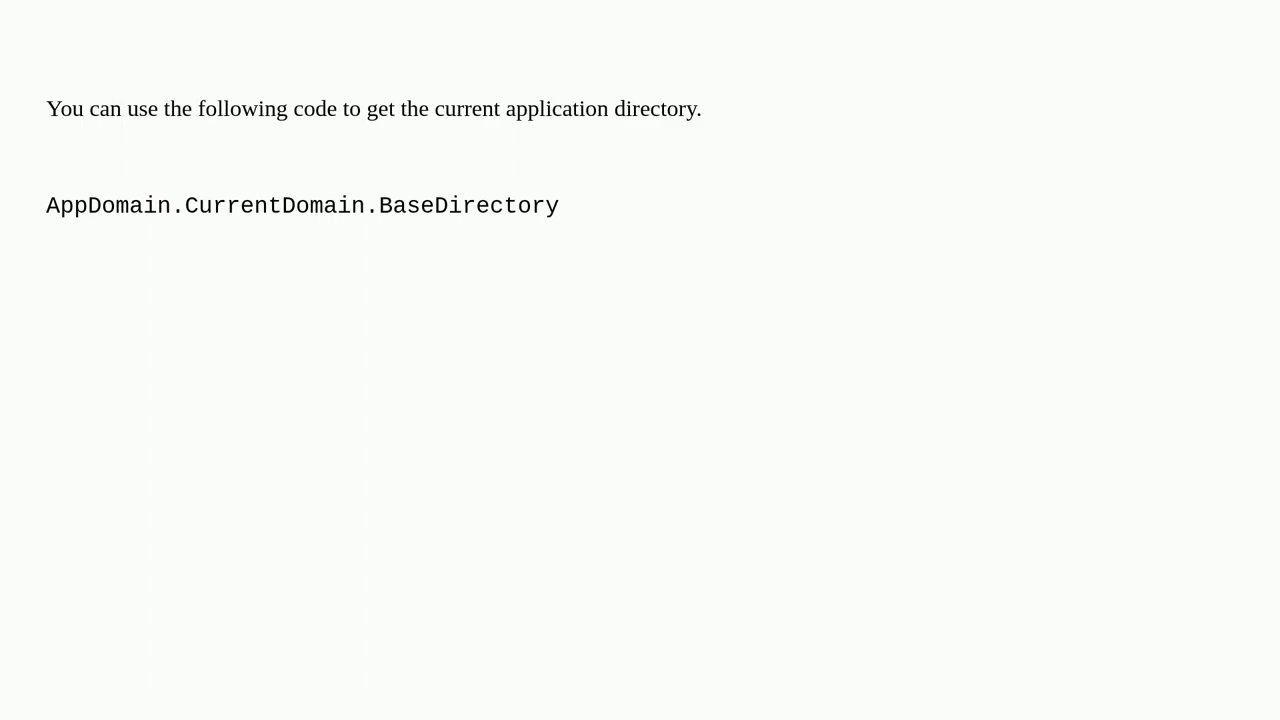 You can use the following code to get the current application directory.
AppDomain.CurrentDomain.BaseDirectory